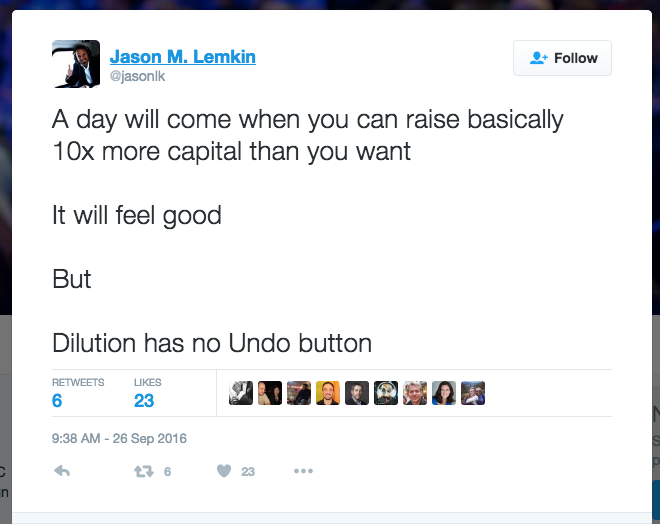 Jason M. Lemkin
@jasonlk
Follow
A day will come when you can raise basically
10x more capital than you want
It will feel good
But
Dilution has no Undo button
RETWEETS
LIKES
6
23
9:38 AM - 26 Sep 2016
6
23